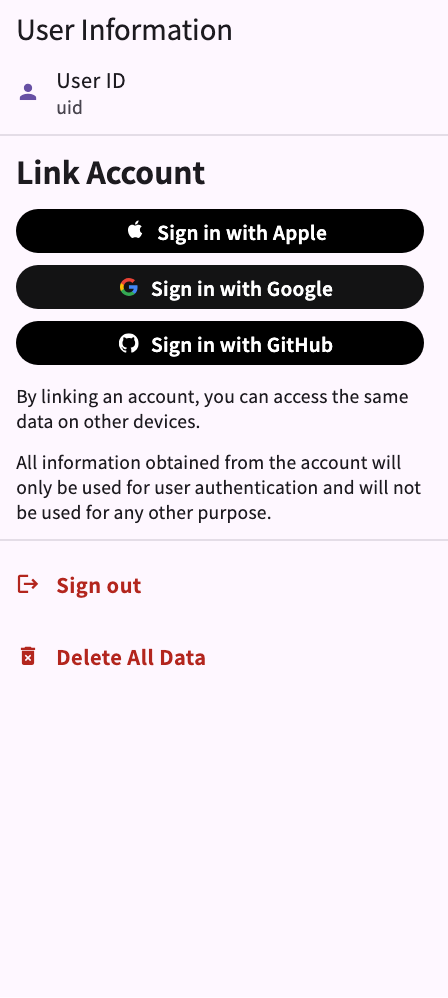 User Information
User ID
uid
Link Account
Sign in with Apple
Sign in with Google
Sign in with GitHub
By linking an account, you can access the same
data on other devices.
All information obtained from the account will
only be used for user authentication and will not
be used for any other purpose.
Sign out
Delete All Data